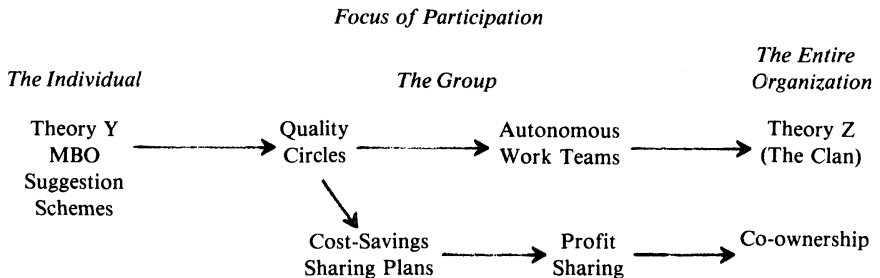 Focus of Participation
The Entire
The Individual The Group Organization
Theory Y Quality Autonomous Theory Z
MBO Circles Work Teams (The Clan)
Suggestion
Schemes
Cost-Savings Profit Co-ownership
Sharing Plans Sharing